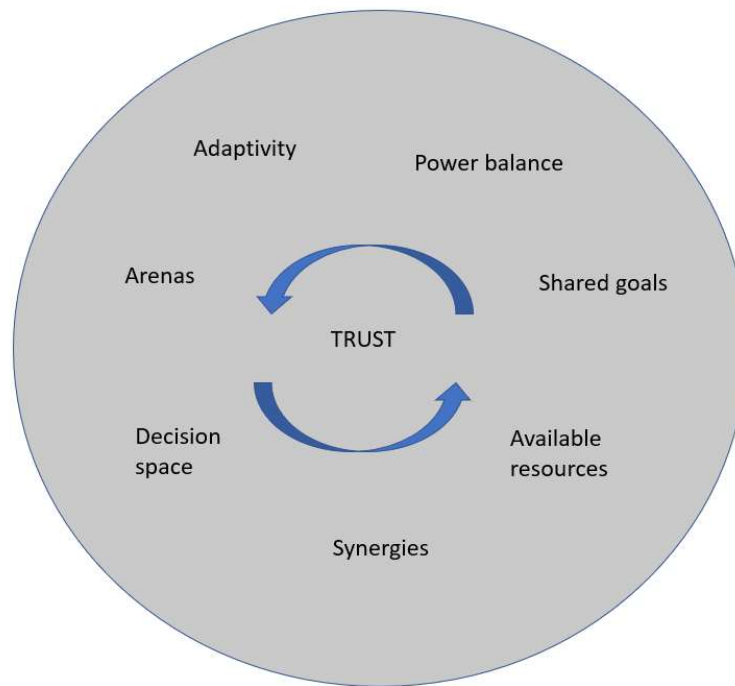 Adaptivity
Power balance
Arenas
Shared goals
TRUST
Decision
space
Available
resources
Synergies